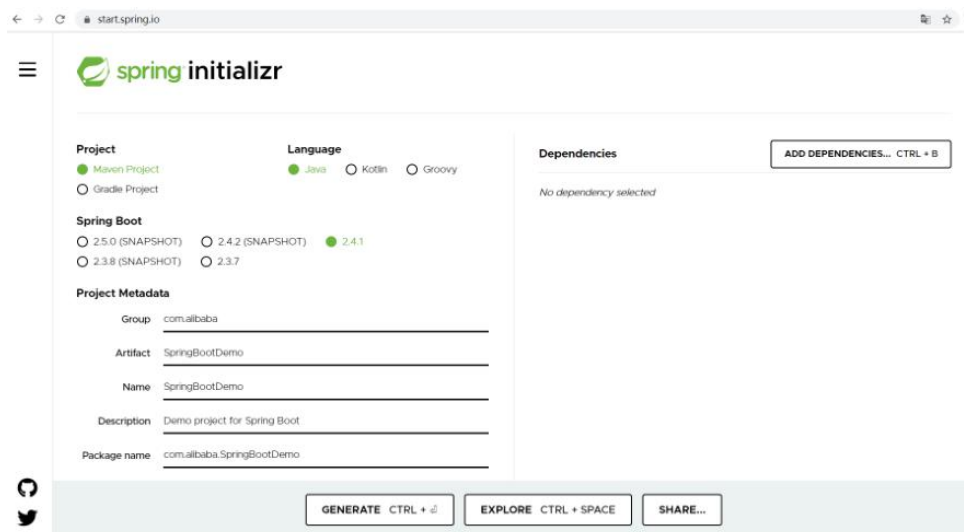 start.spring.io
spring initializr
Project
Maven Project
Gradle Project
Language
Java Kotlin Groovy
Spring Boot
2.5.0 (SNAPSHOT) 2.4.2 (SNAPSHOT) 2.4.1
2.3.8 (SNAPSHOT) 2.3.7
Project Metadata
Group com.alibaba
Artifact SpringBootDemo
Name SpringBootDemo
Description Demo project for Spring Boot
Package name com.alibaba.SpringBootDemo
Dependencies ADD DEPENDENCIES... CTRL + B
No dependency selected
GENERATE CTRL + ⏎ EXPLORE CTRL + SPACE SHARE...